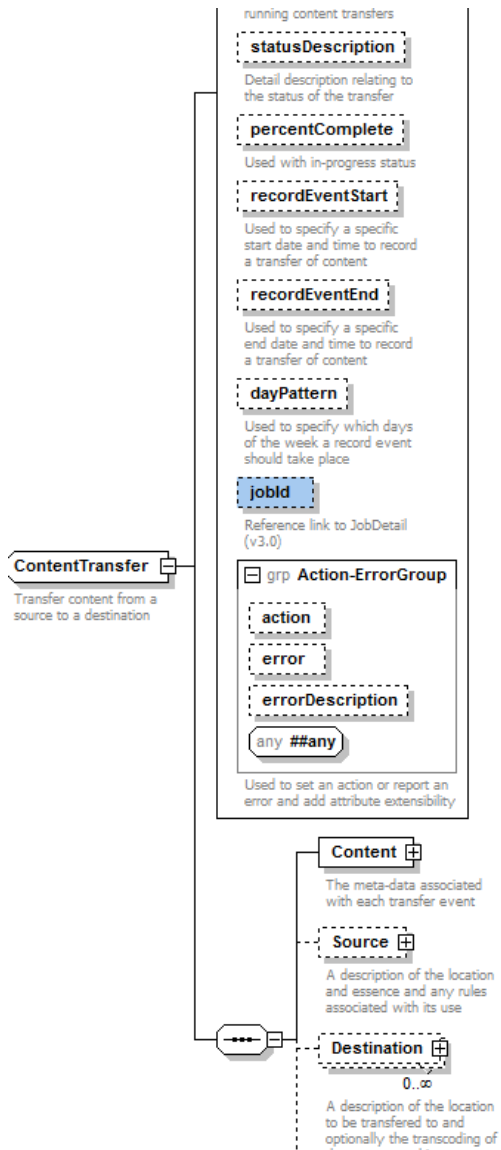 running content transfers
statusDescription
Detail description relating to
the status of the transfer
percentComplete
Used with in-progress status
recordEventStart
Used to specify a specific
start date and time to record
a transfer of content
recordEventEnd
Used to specify a specific
end date and time to record
a transfer of content
dayPattern
Used to specify which days
of the week a record event
should take place
jobId
Reference link to JobDetail
(v3.0)
ContentTransfer
Transfer content from a
source to a destination
grp Action-ErrorGroup
action
error
errorDescription
any ##any
Used to set an action or report an
error and add attribute extensibility
Content
The meta-data associated
with each transfer event
Source
A description of the location
and essence and any rules
associated with its use
Destination
0..∞
A description of the location
to be transfered to and
optionally the transcoding of